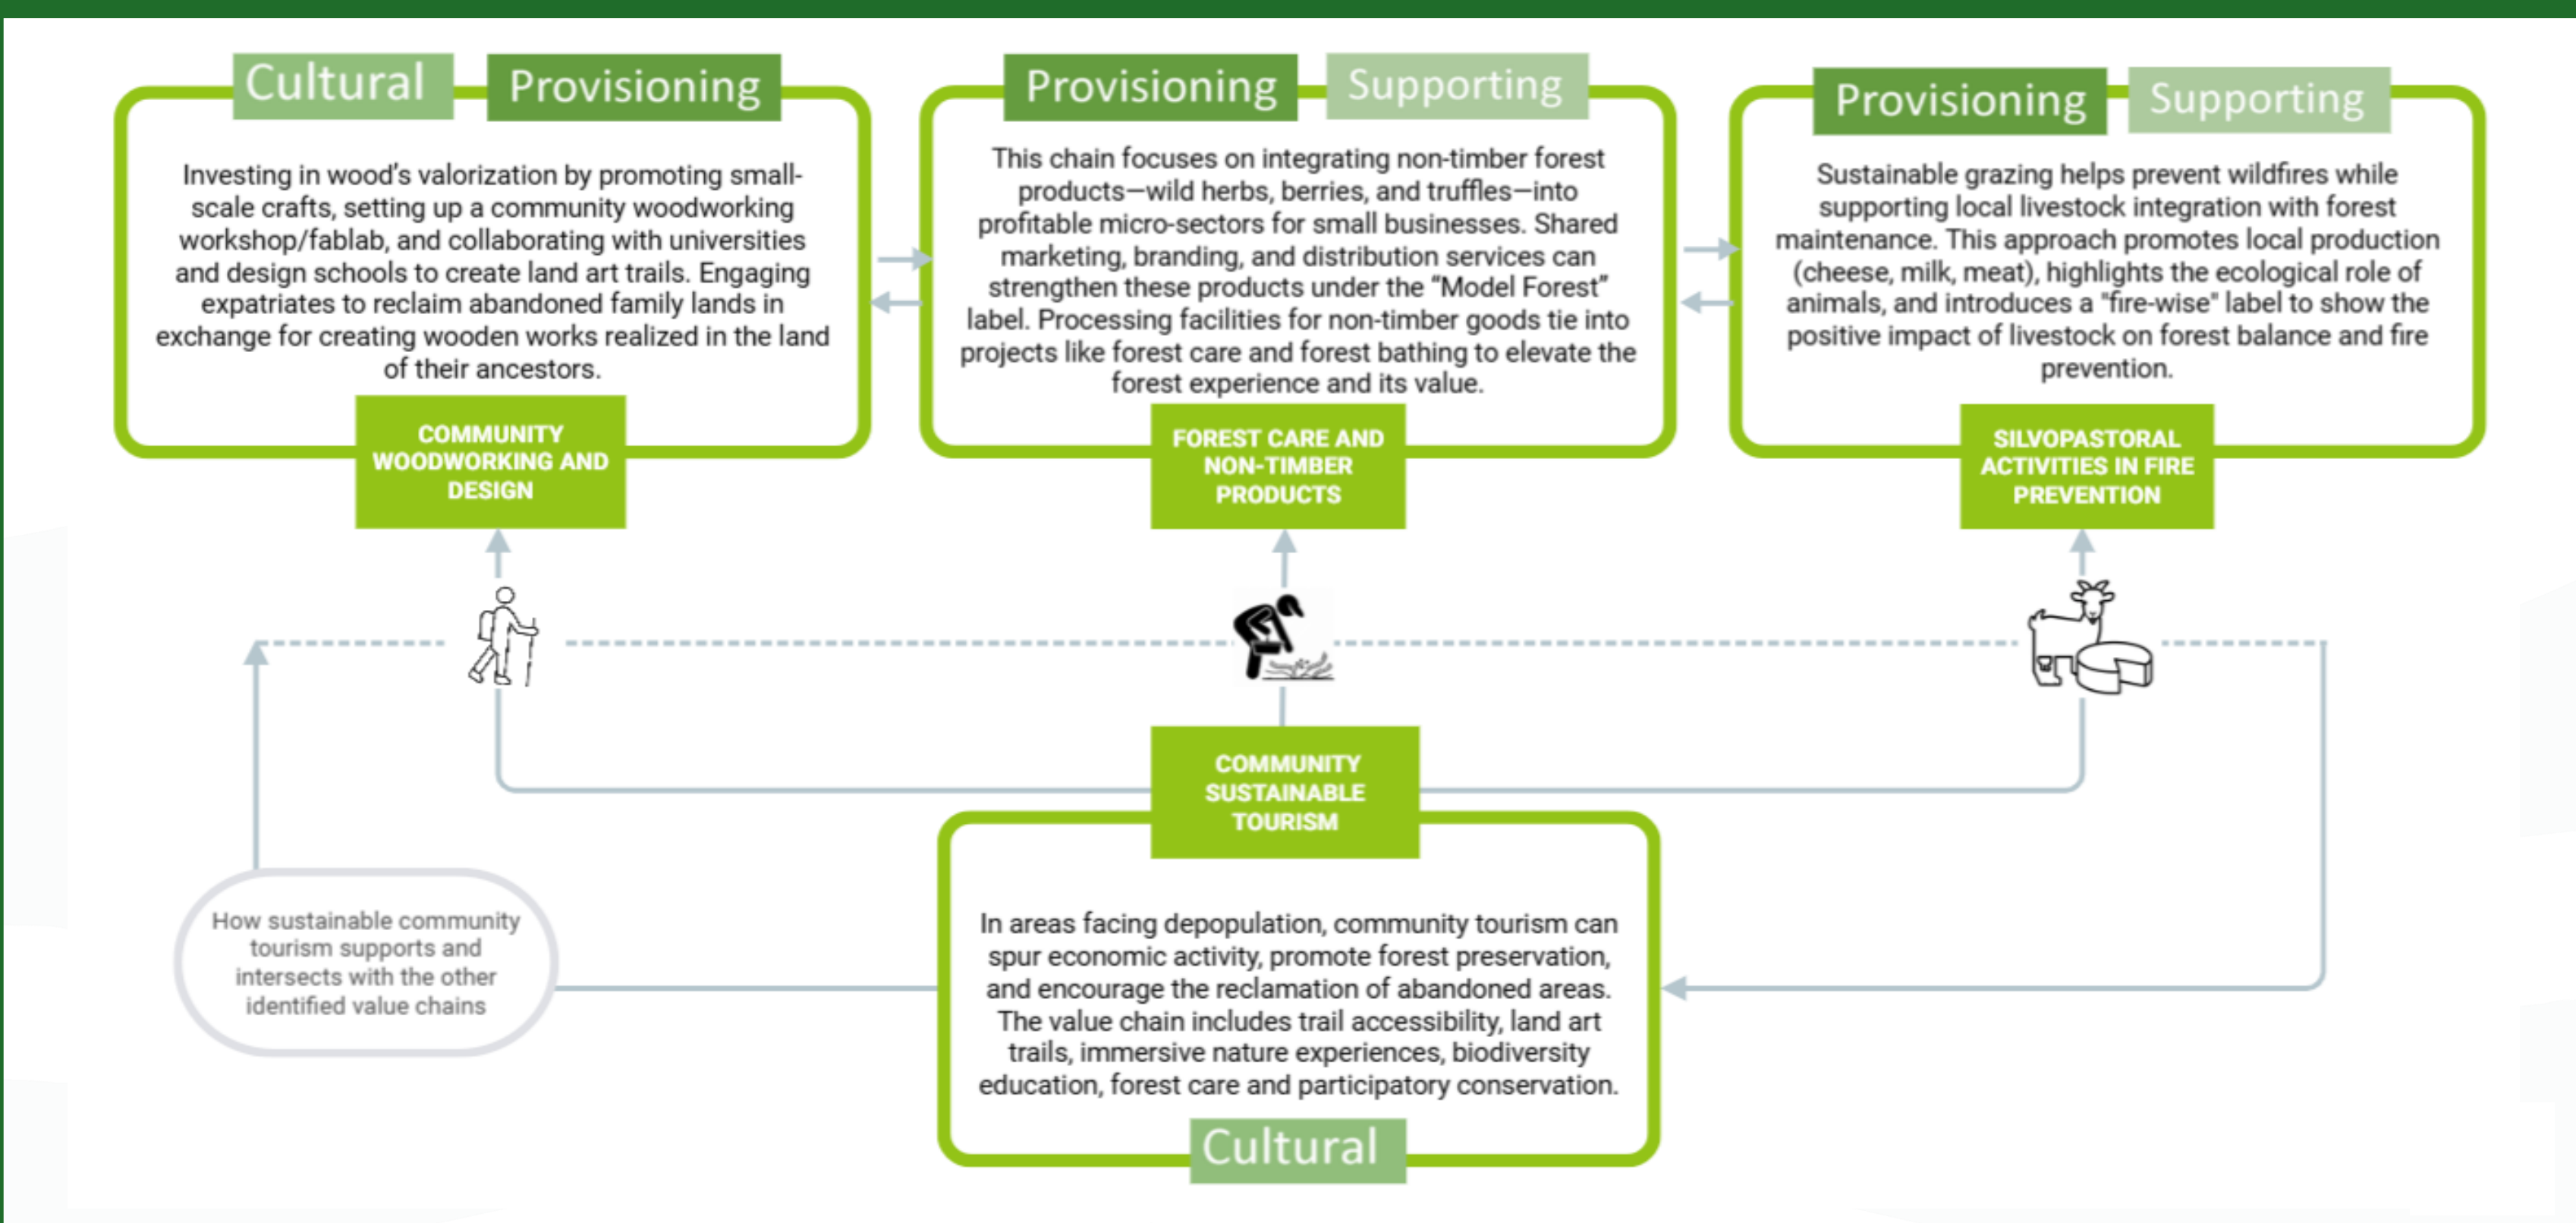 Cultural
Provisioning
Investing in wood's valorization by promoting small-
scale crafts, setting up a community woodworking
workshop/fablab, and collaborating with universities
and design schools to create land art trails. Engaging
expatriates to reclaim abandoned family lands in
exchange for creating wooden works realized in the land
of their ancestors.
COMMUNITY
WOODWORKING AND
DESIGN
Provisioning
Supporting
This chain focuses on integrating non-timber forest
products—wild herbs, berries, and truffles—into
profitable micro-sectors for small businesses. Shared
marketing, branding, and distribution services can
strengthen these products under the “Model Forest”
label. Processing facilities for non-timber goods tie into
projects like forest care and forest bathing to elevate the
forest experience and its value.
FOREST CARE AND
NON-TIMBER
PRODUCTS
Provisioning
Supporting
Sustainable grazing helps prevent wildfires while
supporting local livestock integration with forest
maintenance. This approach promotes local production
(cheese, milk, meat), highlights the ecological role of
animals, and introduces a "fire-wise" label to show the
positive impact of livestock on forest balance and fire
prevention.
SILVOPASTORAL
ACTIVITIES IN FIRE
PREVENTION
COMMUNITY
SUSTAINABLE
TOURISM
How sustainable community
tourism supports and
intersects with the other
identified value chains
In areas facing depopulation, community tourism can
spur economic activity, promote forest preservation,
and encourage the reclamation of abandoned areas.
The value chain includes trail accessibility, land art
trails, immersive nature experiences, biodiversity
education, forest care and participatory conservation.
Cultural